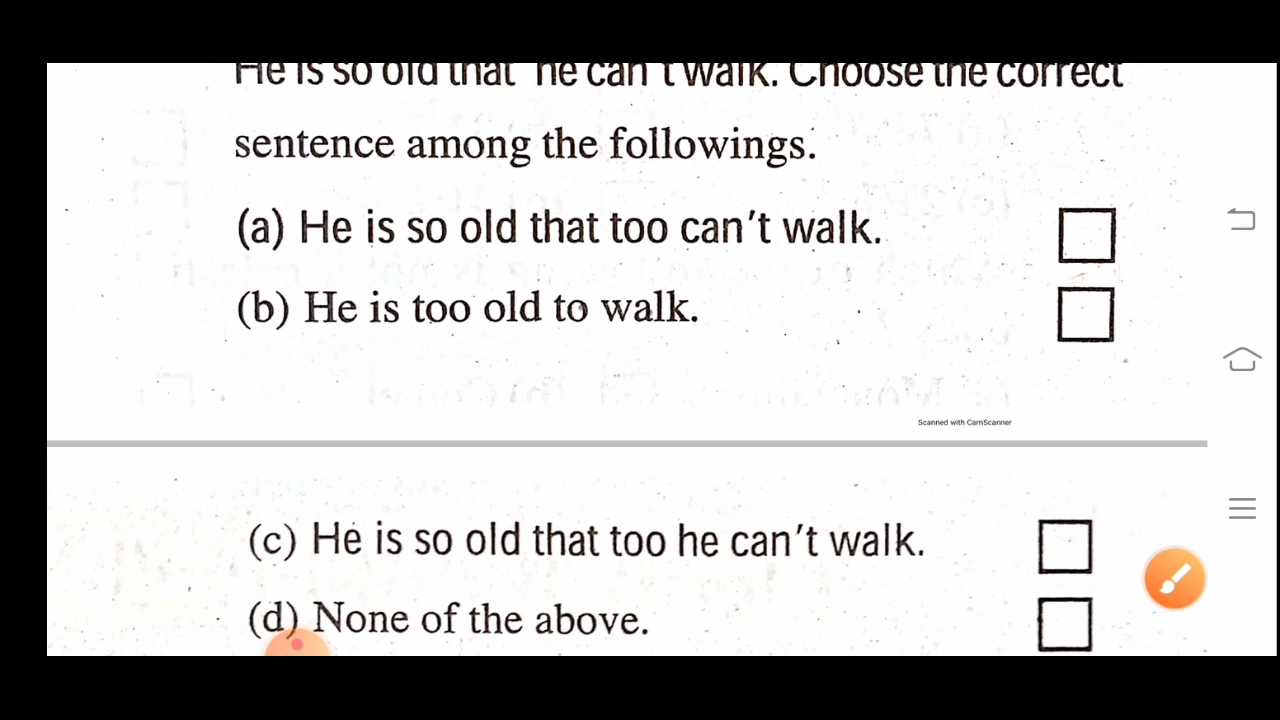 He is so old that he can't walk. Choose the correct
sentence among the followings.
(a) He is so old that too can't walk.
(b) He is too old to walk.
Scanned with CamScanner
(c) He is so old that too he can't walk.
(d) None of the above.